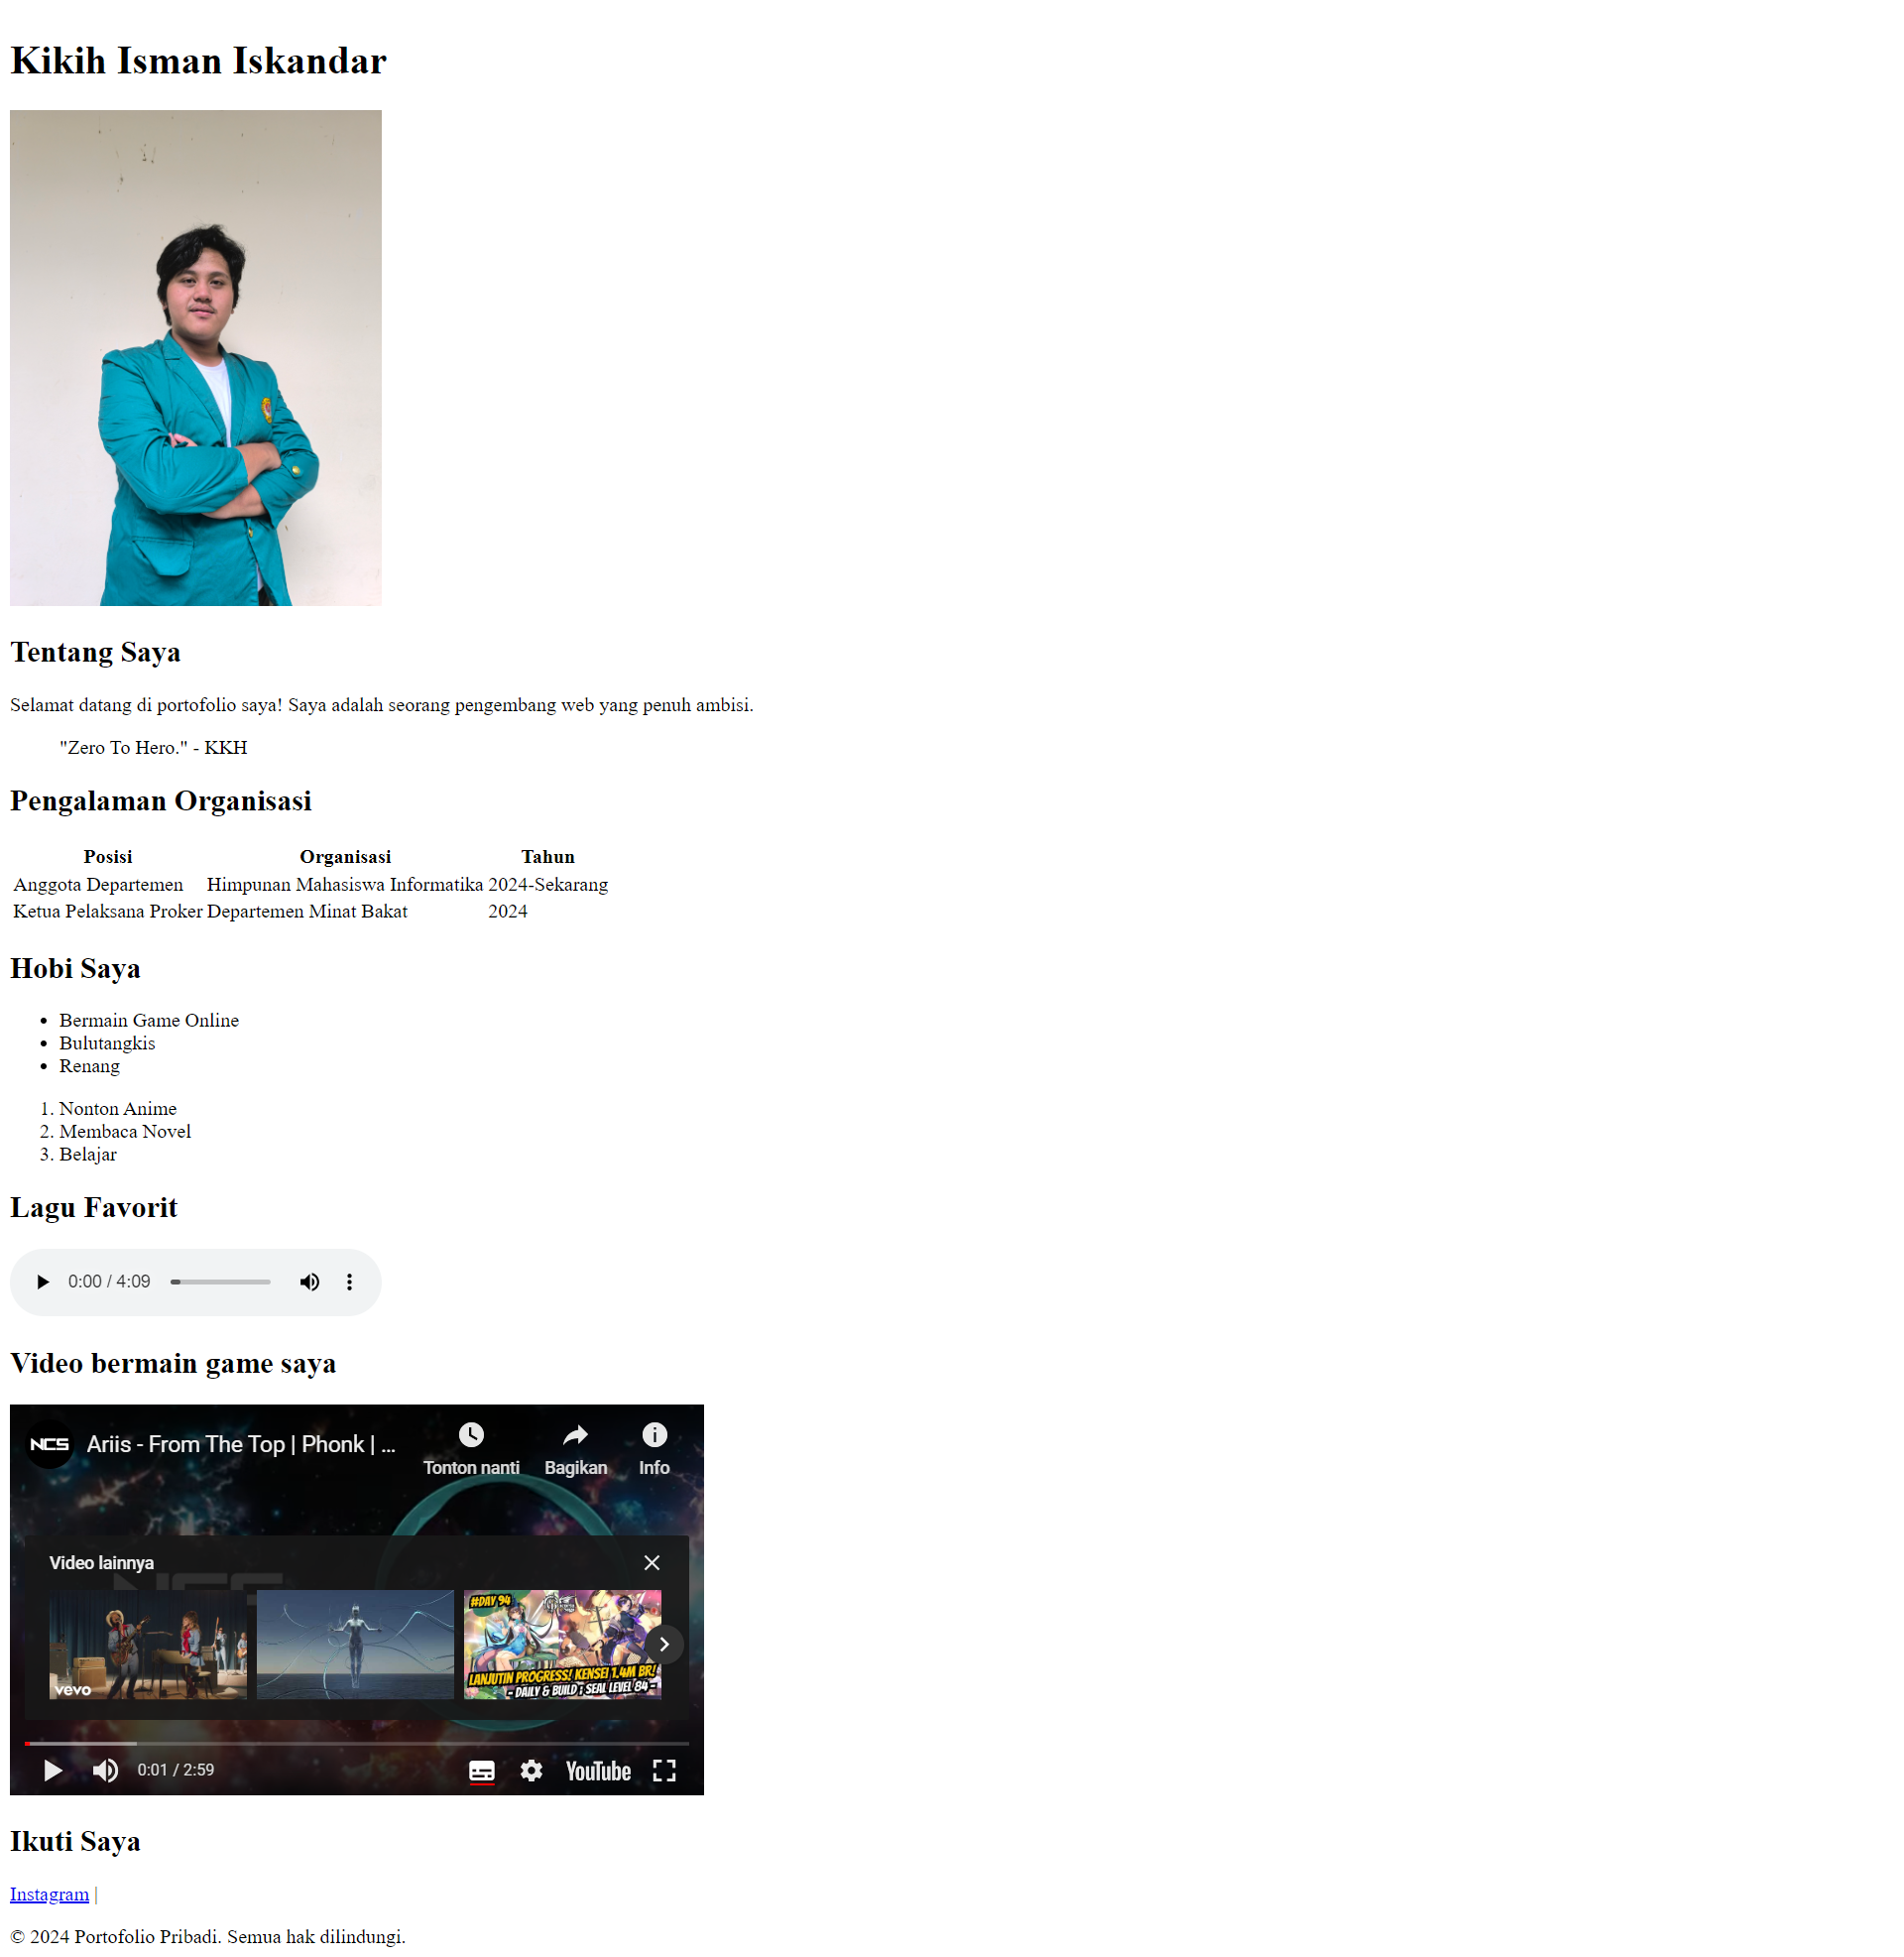 Kikih Isman Iskandar
Tentang Saya
Selamat datang di portofolio saya! Saya adalah seorang pengembang web yang penuh ambisi.
"Zero To Hero." - KKH
Pengalaman Organisasi
Posisi Organisasi Tahun
Anggota Departemen Himpunan Mahasiswa Informatika 2024-Sekarang
Ketua Pelaksana Proker Departemen Minat Bakat 2024
Hobi Saya
• Bermain Game Online
• Bulutangkis
• Renang
1. Nonton Anime
2. Membaca Novel
3. Belajar
Lagu Favorit
0:00 / 4:09
Video bermain game saya
NCS Ariis - From The Top | Phonk | ...
Tonton nanti Bagikan Info
Video lainnya
NCS
vevo
#DAY 94
LANJUTIN PROGRESS! KENSEI 1.4M BR!
- DAILY & BUILD ; SEAL LEVEL 84 -
0:01 / 2:59
YouTube
Ikuti Saya
Instagram |
© 2024 Portofolio Pribadi. Semua hak dilindungi.